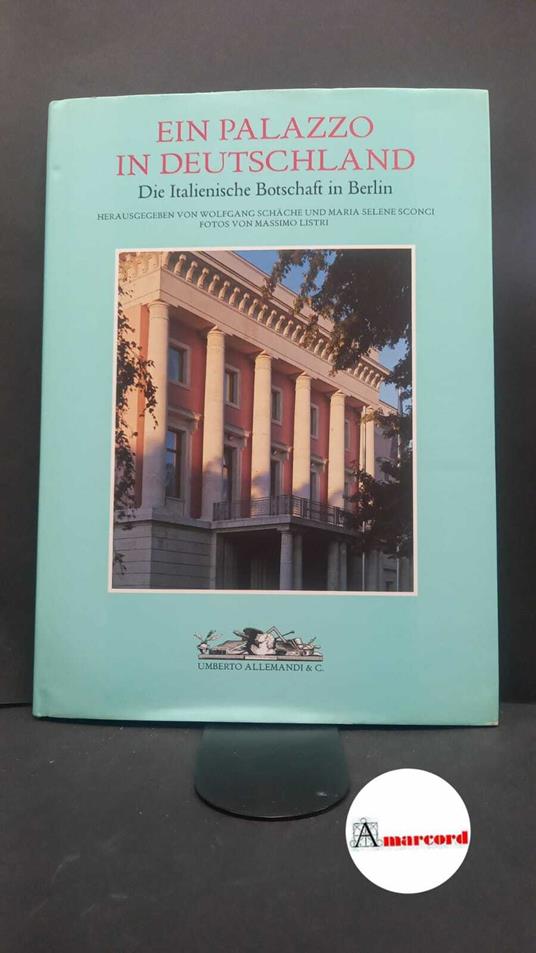 EIN PALAZZO
IN DEUTSCHLAND
Die Italienische Botschaft in Berlin
HERAUSGEGEBEN VON WOLFGANG SCHÄCHE UND MARIA SELENE SCONCI
FOTOS VON MASSIMO LISTRI
UMBERTO ALLEMANDI & C.
Amarcord